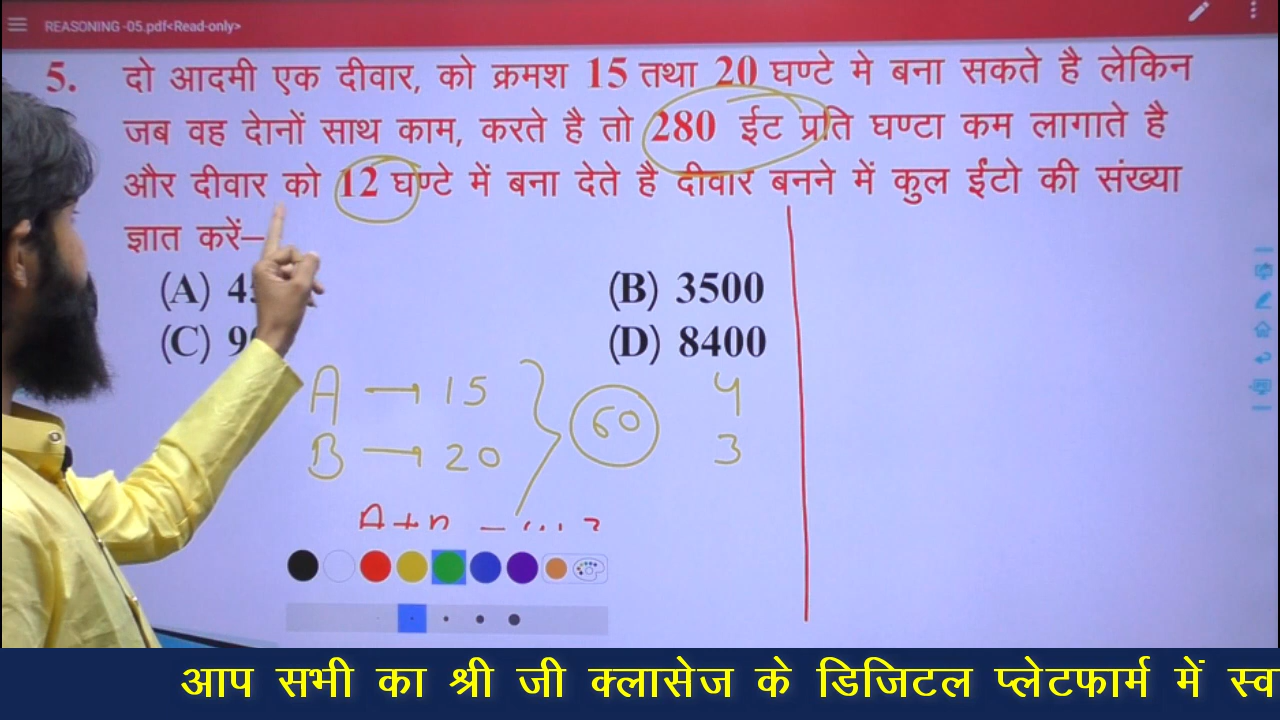 REASONING -05.pdf<Read-only>
5. दो आदमी एक दीवार, को क्रमश 15 तथा 20 घण्टे मे बना सकते है लेकिन
जब वह देानों साथ काम, करते है तो 280 ईट प्रति घण्टा कम लागाते है
और दीवार को 12 घण्टे में बना देते है दीवार बनने में कुल ईंटो की संख्या
ज्ञात करें–
(A) 4 (B) 3500
(C) 9 (D) 8400
A → 15 60 4
B → 20 3
आप सभी का श्री जी क्लासेज के डिजिटल प्लेटफार्म में स्व